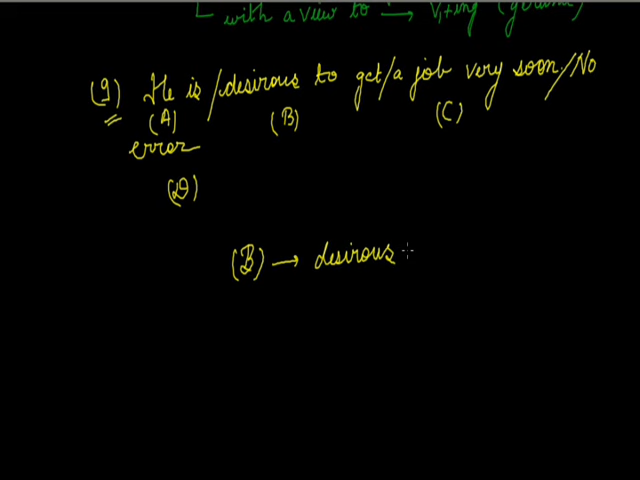 └ with a view to → V₁+ing (gerund)
(9) He is /desirous to get/a job very soon/No
(A) (B) (C)
error
(D)
(B) → desirous